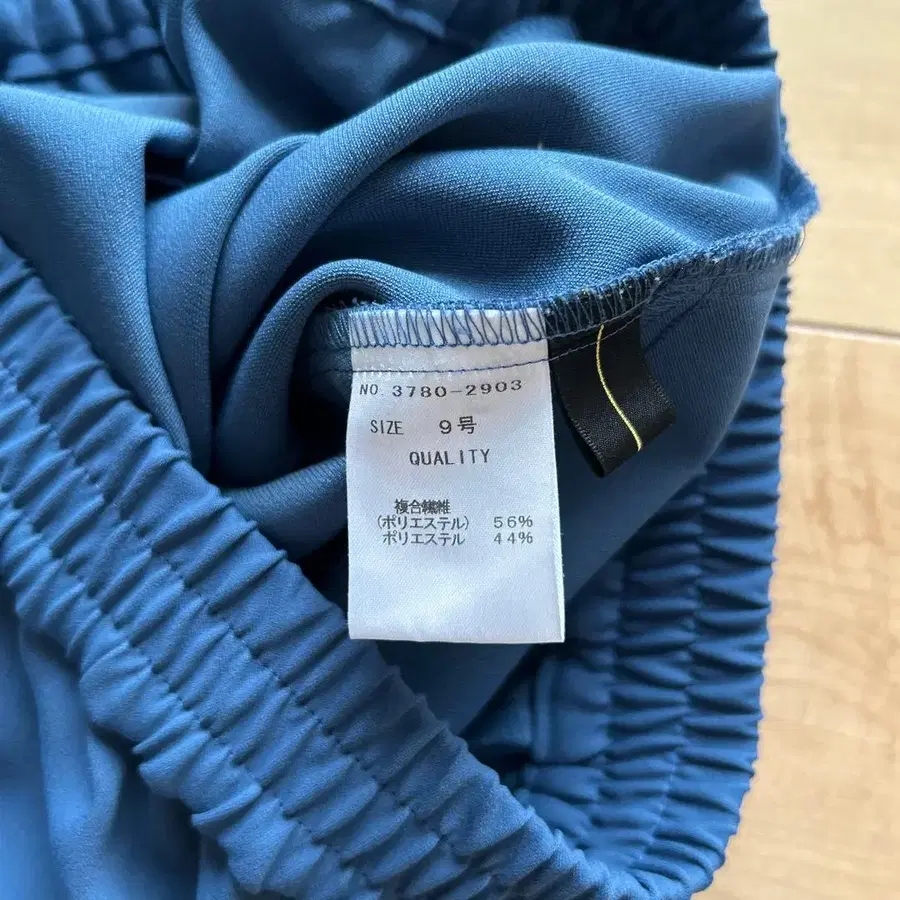 NO. 3780-2903
SIZE 9号
QUALITY
複合繊維
(ポリエステル) 56%
ポリエステル 44%